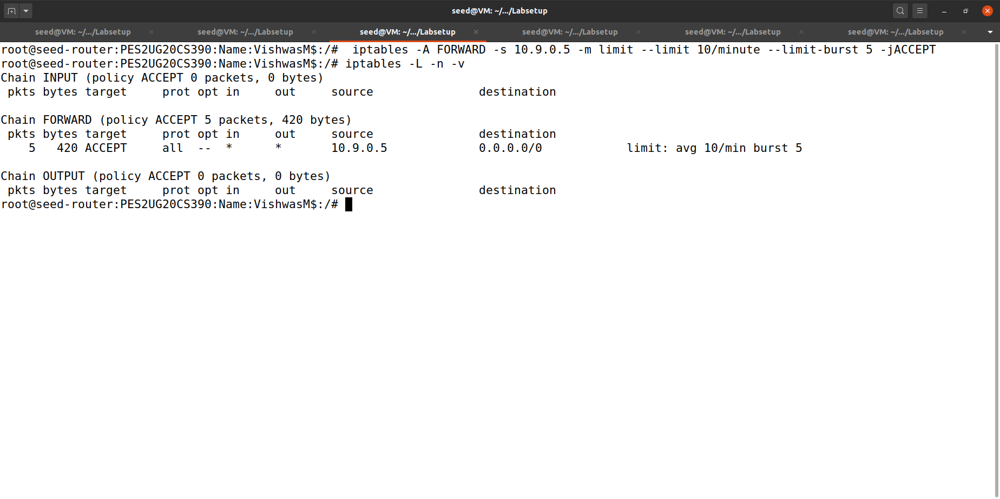 seed@VM: ~/.../Labsetup
seed@VM: ~/.../Labsetup seed@VM: ~/.../Labsetup seed@VM: ~/.../Labsetup seed@VM: ~/.../Labsetup seed@VM: ~/.../Labsetup seed@VM: ~/.../Labsetup
root@seed-router:PES2UG20CS390:Name:VishwasM$:/#  iptables -A FORWARD -s 10.9.0.5 -m limit --limit 10/minute --limit-burst 5 -jACCEPT
root@seed-router:PES2UG20CS390:Name:VishwasM$:/# iptables -L -n -v
Chain INPUT (policy ACCEPT 0 packets, 0 bytes)
 pkts bytes target     prot opt in     out     source               destination
Chain FORWARD (policy ACCEPT 5 packets, 420 bytes)
 pkts bytes target     prot opt in     out     source               destination
    5   420 ACCEPT     all  --  *      *       10.9.0.5             0.0.0.0/0            limit: avg 10/min burst 5
Chain OUTPUT (policy ACCEPT 0 packets, 0 bytes)
 pkts bytes target     prot opt in     out     source               destination
root@seed-router:PES2UG20CS390:Name:VishwasM$:/#